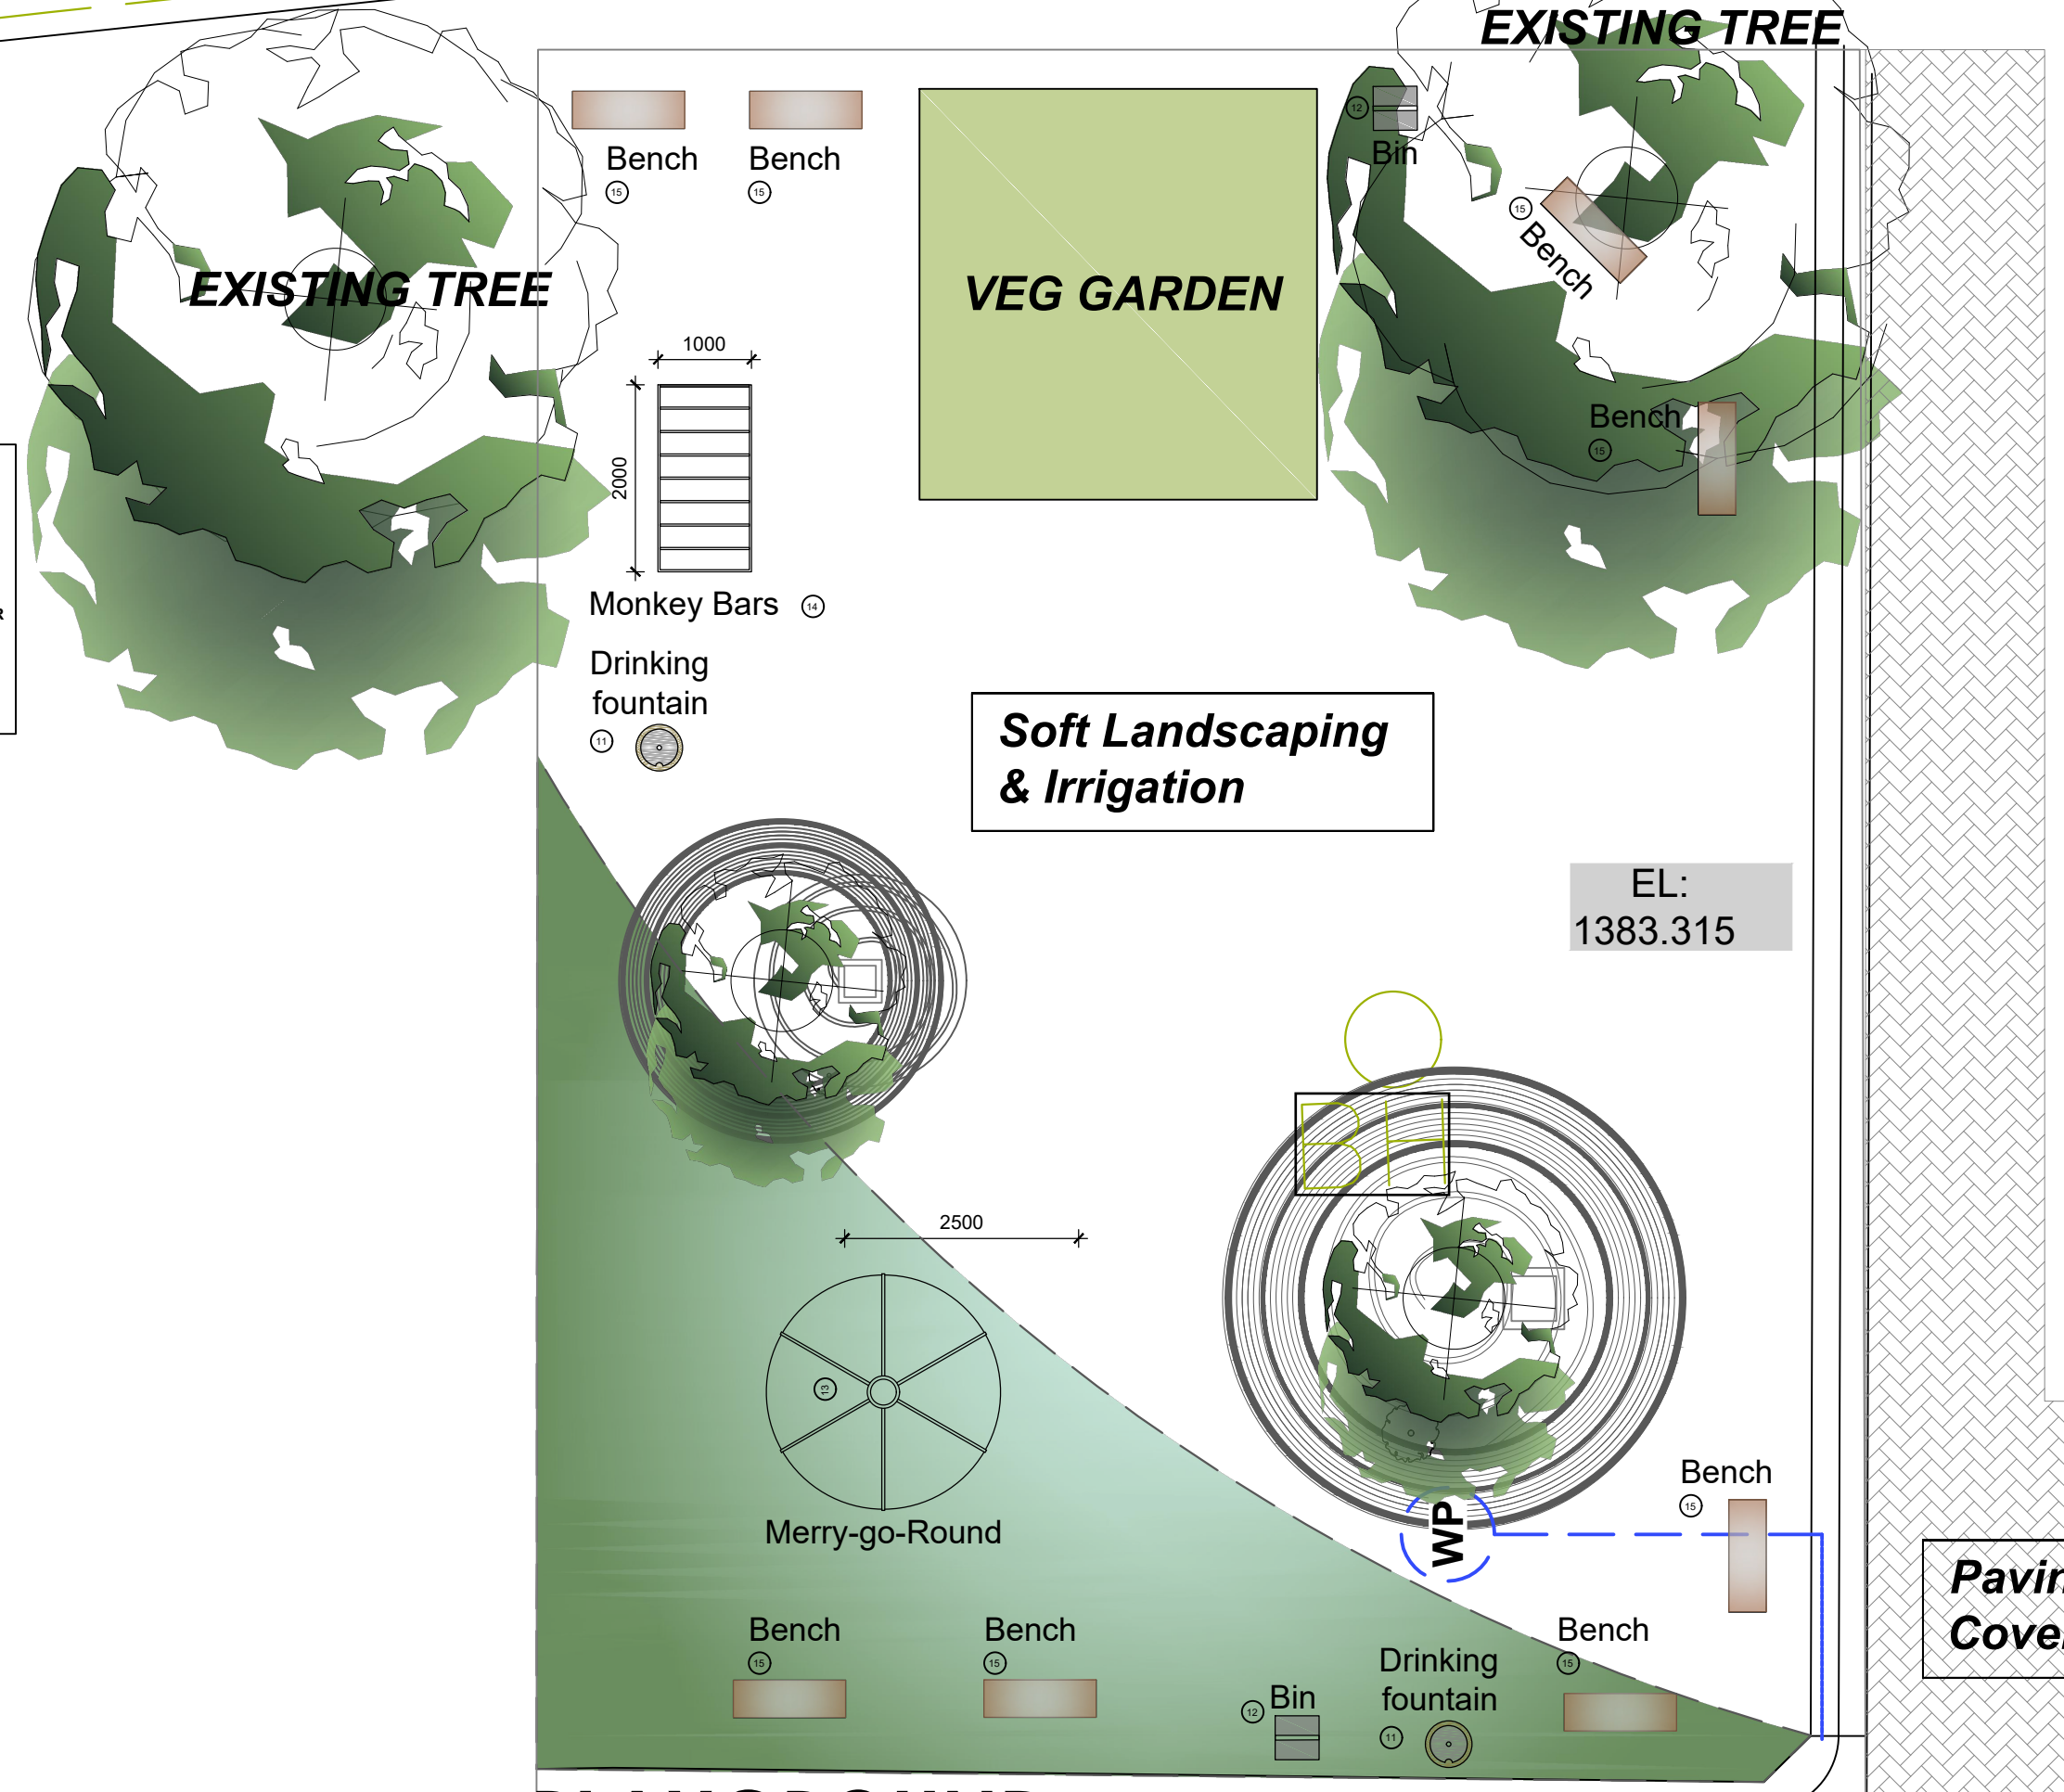 EXISTING TREE
Bench
15
Bench
15
12
Bin
15
Bench
EXISTING TREE
VEG GARDEN
1000
2000
Bench
15
Monkey Bars
14
Drinking
fountain
11
Soft Landscaping
& Irrigation
EL:
1383.315
BH
2500
13
Merry-go-Round
WP
Bench
15
Bench
15
Bench
15
12
Bin
Drinking
fountain
11
Bench
15